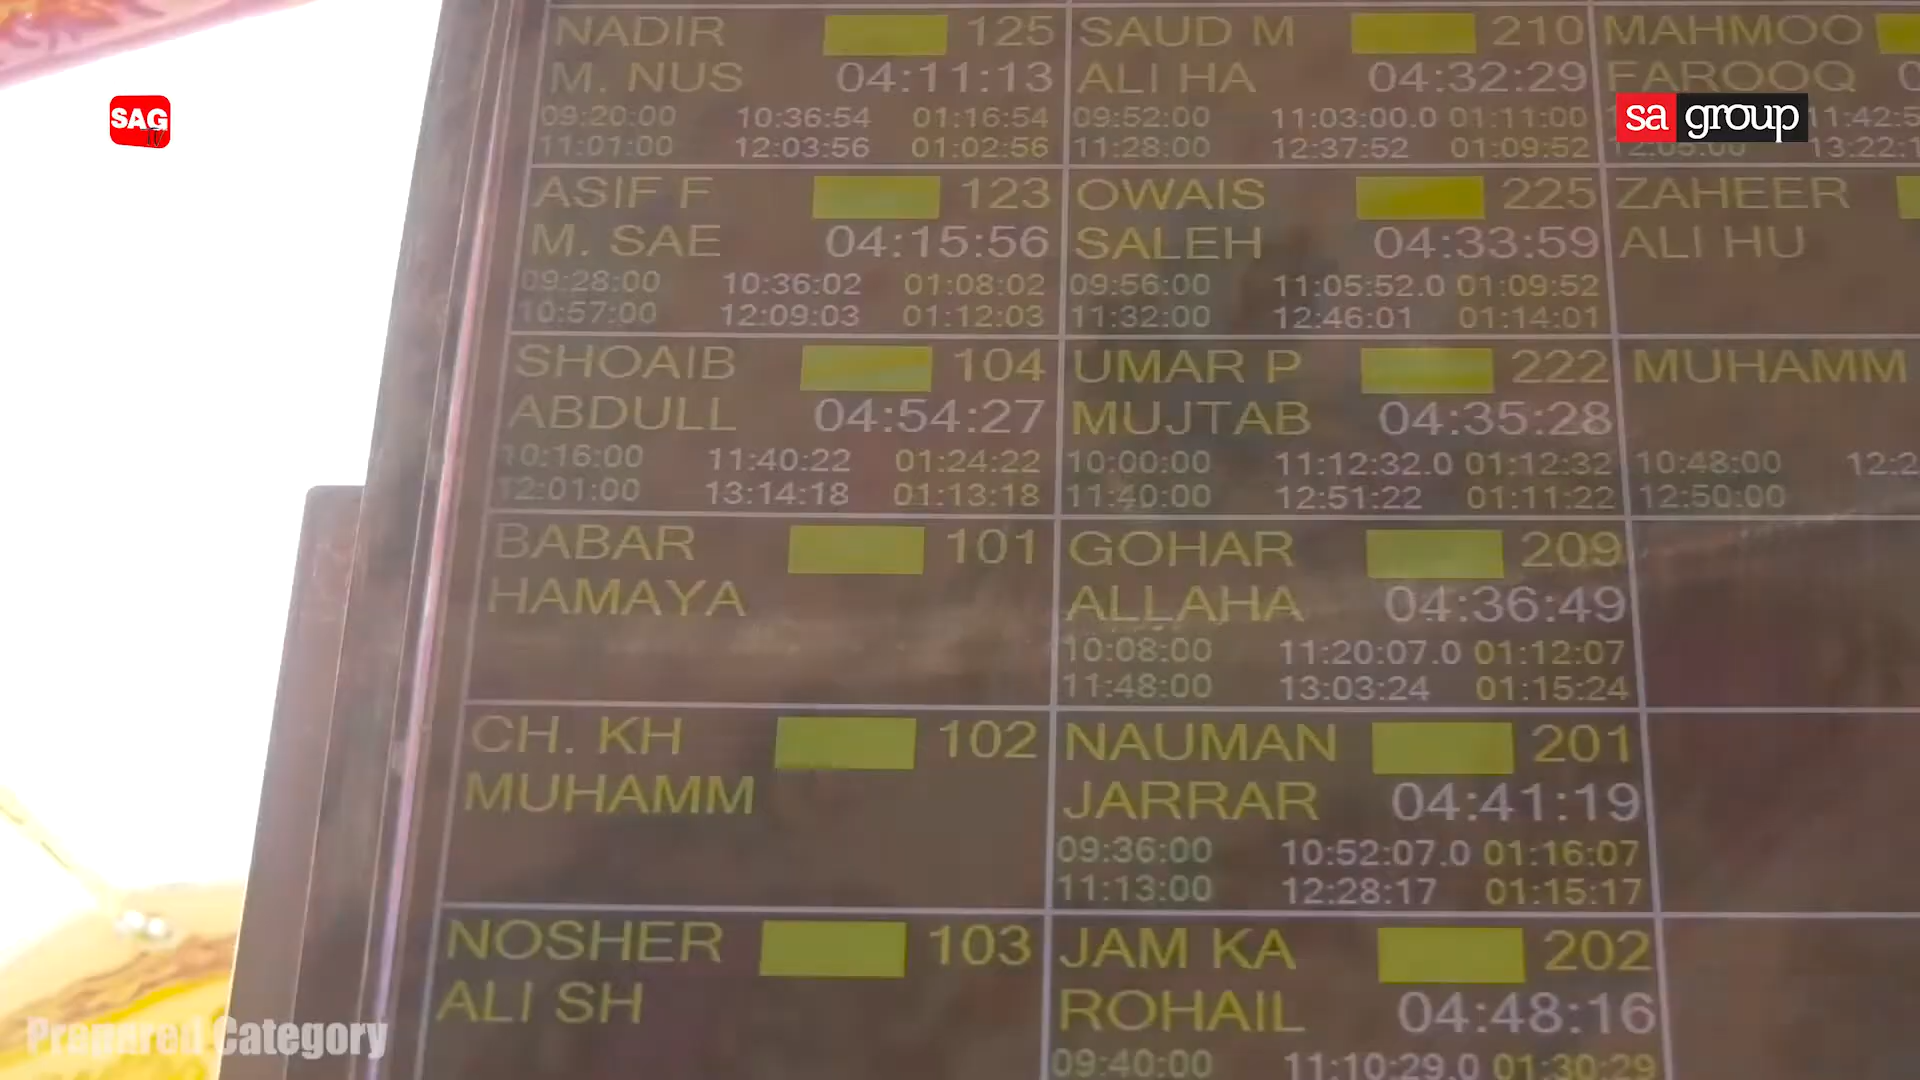 SAG
TV
sa group
NADIR 125
M. NUS 04:11:13
09:20:00 10:36:54 01:16:54
11:01:00 12:03:56 01:02:56
ASIF F 123
M. SAE 04:15:56
09:28:00 10:36:02 01:08:02
10:57:00 12:09:03 01:12:03
SHOAIB 104
ABDULL 04:54:27
10:16:00 11:40:22 01:24:22
12:01:00 13:14:18 01:13:18
BABAR 101
HAMAYA
CH. KH 102
MUHAMM
NOSHER 103
ALI SH
SAUD M 210
ALI HA 04:32:29
09:52:00 11:03:00.0 01:11:00
11:28:00 12:37:52 01:09:52
OWAIS 225
SALEH 04:33:59
09:56:00 11:05:52.0 01:09:52
11:32:00 12:46:01 01:14:01
UMAR P 222
MUJTAB 04:35:28
10:00:00 11:12:32.0 01:12:32
11:40:00 12:51:22 01:11:22
GOHAR 209
ALLAHA 04:36:49
10:08:00 11:20:07.0 01:12:07
11:48:00 13:03:24 01:15:24
NAUMAN 201
JARRAR 04:41:19
09:36:00 10:52:07.0 01:16:07
11:13:00 12:28:17 01:15:17
JAM KA 202
ROHAIL 04:48:16
09:40:00 11:10:29.0 01:30:29
MAHMOO
FAROOQ
ZAHEER
ALI HU
MUHAMM
10:48:00
12:50:00
Prepared Category